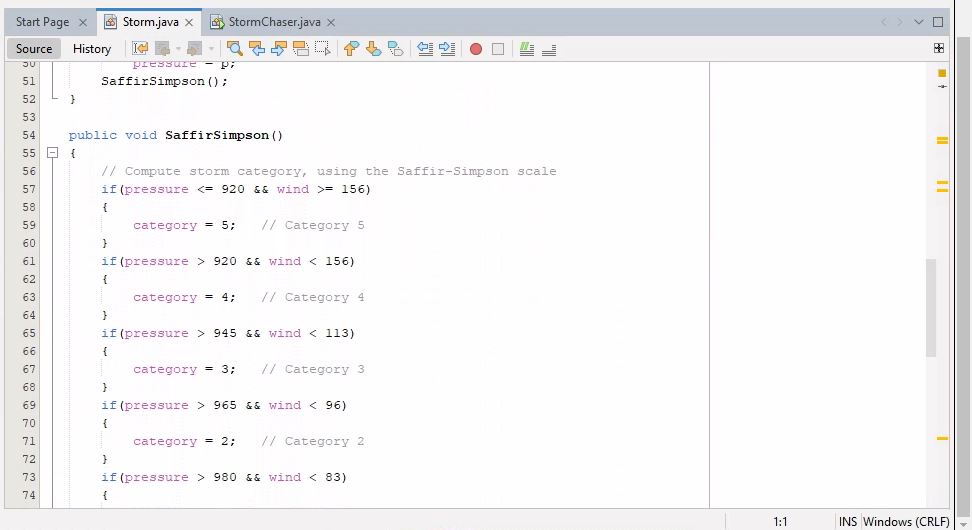 Start Page
Storm.java
StormChaser.java
Source
History
50 pressure = p;
51 SaffirSimpson();
52 }
53
54 public void SaffirSimpson()
55 {
56 // Compute storm category, using the Saffir-Simpson scale
57 if(pressure <= 920 && wind >= 156)
58 {
59 category = 5; // Category 5
60 }
61 if(pressure > 920 && wind < 156)
62 {
63 category = 4; // Category 4
64 }
65 if(pressure > 945 && wind < 113)
66 {
67 category = 3; // Category 3
68 }
69 if(pressure > 965 && wind < 96)
70 {
71 category = 2; // Category 2
72 }
73 if(pressure > 980 && wind < 83)
74 {
1:1 INS Windows (CRLF)